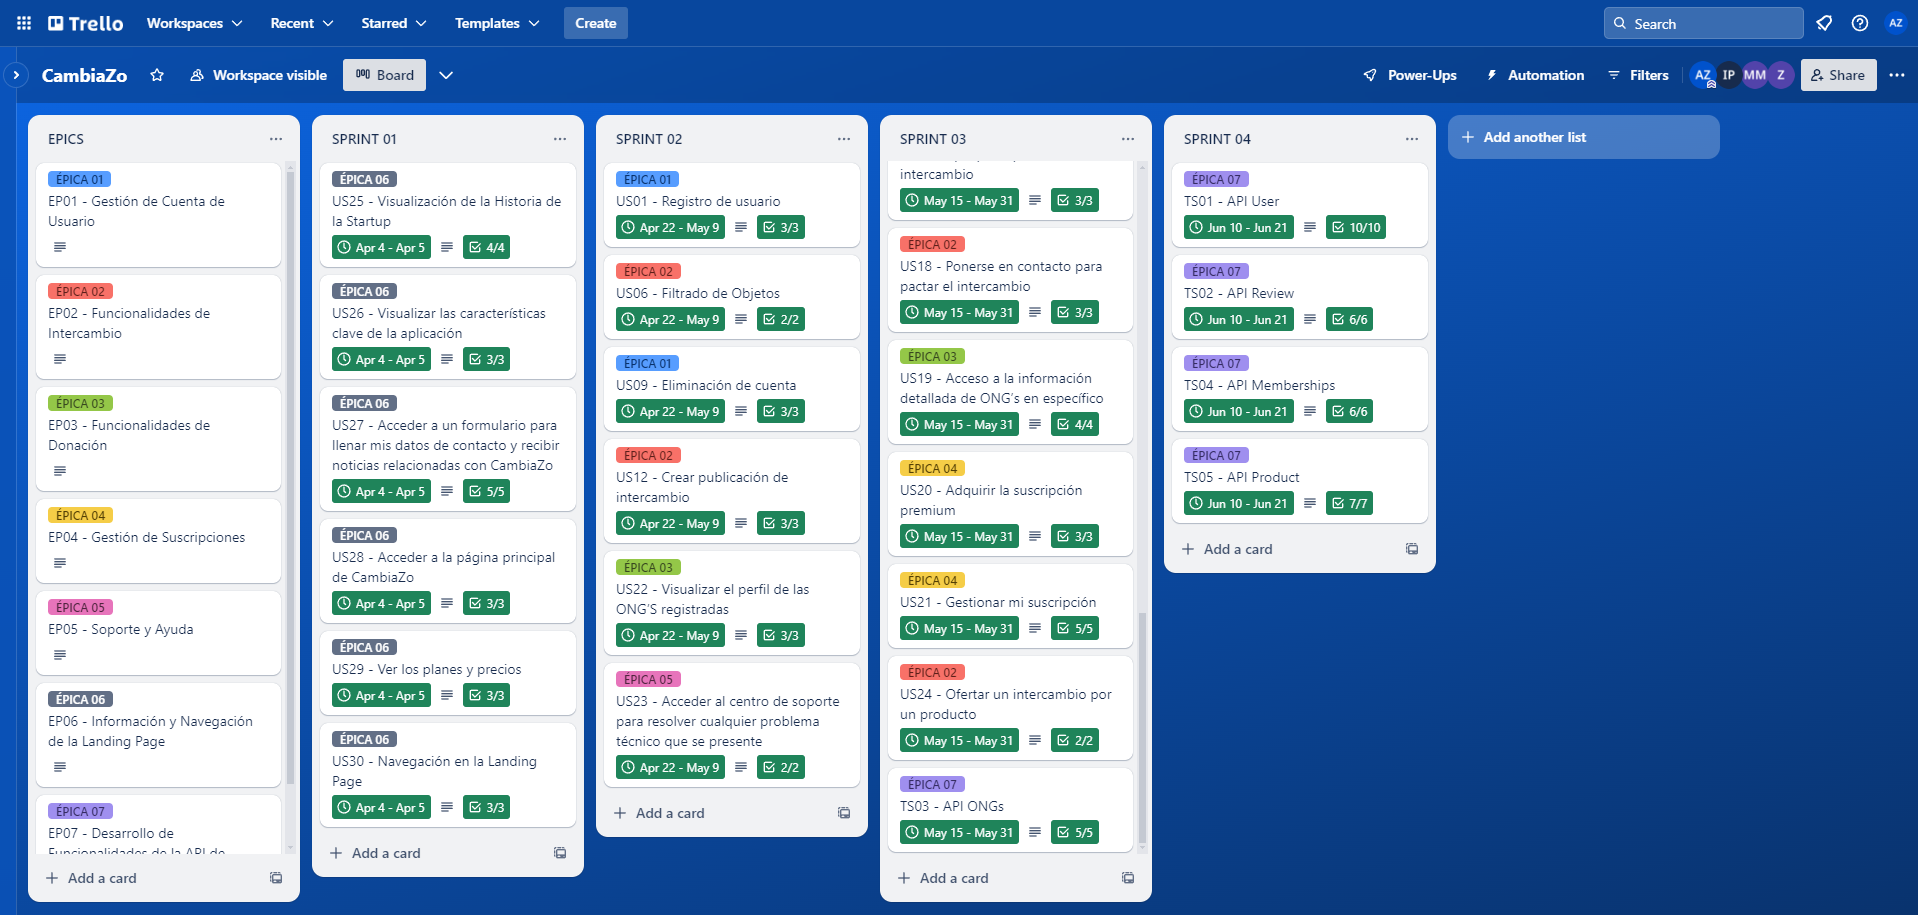 Trello
Workspaces
Recent
Starred
Templates
Create
Search
AZ
CambiaZo
Workspace visible
Board
Power-Ups
Automation
Filters
AZ
IP
MM
Z
Share
EPICS
ÉPICA 01
EP01 - Gestión de Cuenta de
Usuario
ÉPICA 02
EP02 - Funcionalidades de
Intercambio
ÉPICA 03
EP03 - Funcionalidades de
Donación
ÉPICA 04
EP04 - Gestión de Suscripciones
ÉPICA 05
EP05 - Soporte y Ayuda
ÉPICA 06
EP06 - Información y Navegación
de la Landing Page
ÉPICA 07
EP07 - Desarrollo de
Funcionalidades de la API de
Add a card
SPRINT 01
ÉPICA 06
US25 - Visualización de la Historia de
la Startup
Apr 4 - Apr 5 4/4
ÉPICA 06
US26 - Visualizar las características
clave de la aplicación
Apr 4 - Apr 5 3/3
ÉPICA 06
US27 - Acceder a un formulario para
llenar mis datos de contacto y recibir
noticias relacionadas con CambiaZo
Apr 4 - Apr 5 5/5
ÉPICA 06
US28 - Acceder a la página principal
de CambiaZo
Apr 4 - Apr 5 3/3
ÉPICA 06
US29 - Ver los planes y precios
Apr 4 - Apr 5 3/3
ÉPICA 06
US30 - Navegación en la Landing
Page
Apr 4 - Apr 5 3/3
Add a card
SPRINT 02
ÉPICA 01
US01 - Registro de usuario
Apr 22 - May 9 3/3
ÉPICA 02
US06 - Filtrado de Objetos
Apr 22 - May 9 2/2
ÉPICA 01
US09 - Eliminación de cuenta
Apr 22 - May 9 3/3
ÉPICA 02
US12 - Crear publicación de
intercambio
Apr 22 - May 9 3/3
ÉPICA 03
US22 - Visualizar el perfil de las
ONG'S registradas
Apr 22 - May 9 3/3
ÉPICA 05
US23 - Acceder al centro de soporte
para resolver cualquier problema
técnico que se presente
Apr 22 - May 9 2/2
Add a card
SPRINT 03
intercambio
May 15 - May 31 3/3
ÉPICA 02
US18 - Ponerse en contacto para
pactar el intercambio
May 15 - May 31 3/3
ÉPICA 03
US19 - Acceso a la información
detallada de ONG's en específico
May 15 - May 31 4/4
ÉPICA 04
US20 - Adquirir la suscripción
premium
May 15 - May 31 3/3
ÉPICA 04
US21 - Gestionar mi suscripción
May 15 - May 31 5/5
ÉPICA 02
US24 - Ofertar un intercambio por
un producto
May 15 - May 31 2/2
ÉPICA 07
TS03 - API ONGs
May 15 - May 31 5/5
Add a card
SPRINT 04
ÉPICA 07
TS01 - API User
Jun 10 - Jun 21 10/10
ÉPICA 07
TS02 - API Review
Jun 10 - Jun 21 6/6
ÉPICA 07
TS04 - API Memberships
Jun 10 - Jun 21 6/6
ÉPICA 07
TS05 - API Product
Jun 10 - Jun 21 7/7
Add a card
Add another list